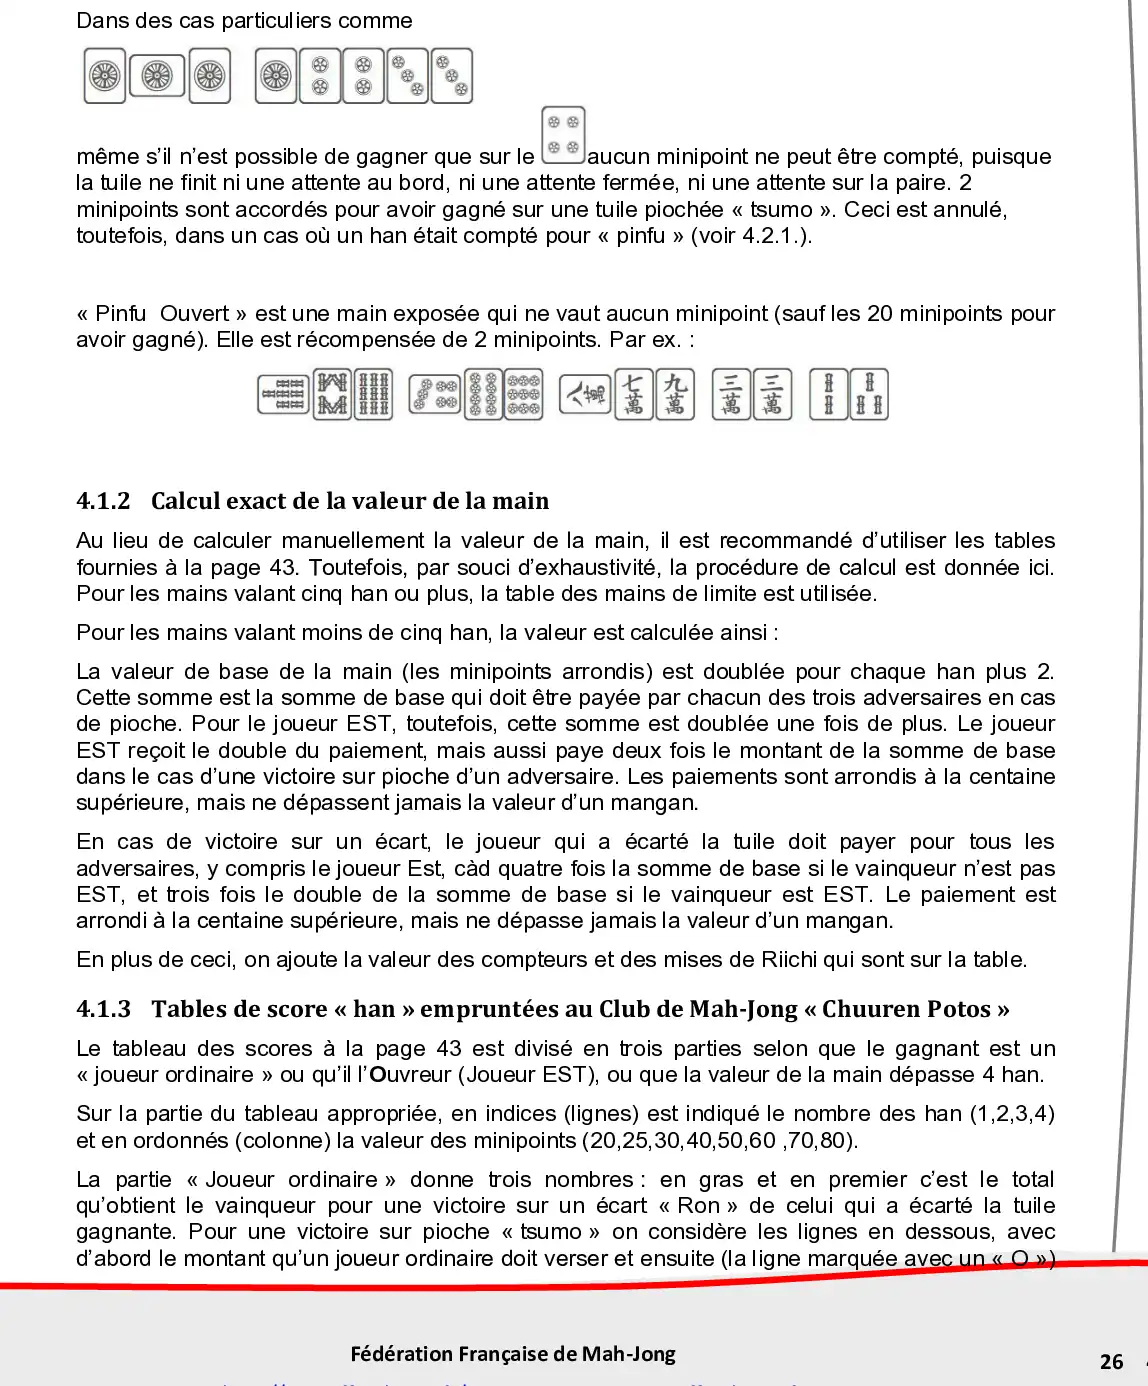 Dans des cas particuliers comme
même s’il n’est possible de gagner que sur le aucun minipoint ne peut être compté, puisque
la tuile ne finit ni une attente au bord, ni une attente fermée, ni une attente sur la paire. 2
minipoints sont accordés pour avoir gagné sur une tuile piochée « tsumo ». Ceci est annulé,
toutefois, dans un cas où un han était compté pour « pinfu » (voir 4.2.1.).
« Pinfu Ouvert » est une main exposée qui ne vaut aucun minipoint (sauf les 20 minipoints pour
avoir gagné). Elle est récompensée de 2 minipoints. Par ex. :
八萬 七萬 九萬 三萬 三萬
4.1.2 Calcul exact de la valeur de la main
Au lieu de calculer manuellement la valeur de la main, il est recommandé d’utiliser les tables
fournies à la page 43. Toutefois, par souci d’exhaustivité, la procédure de calcul est donnée ici.
Pour les mains valant cinq han ou plus, la table des mains de limite est utilisée.
Pour les mains valant moins de cinq han, la valeur est calculée ainsi :
La valeur de base de la main (les minipoints arrondis) est doublée pour chaque han plus 2.
Cette somme est la somme de base qui doit être payée par chacun des trois adversaires en cas
de pioche. Pour le joueur EST, toutefois, cette somme est doublée une fois de plus. Le joueur
EST reçoit le double du paiement, mais aussi paye deux fois le montant de la somme de base
dans le cas d’une victoire sur pioche d’un adversaire. Les paiements sont arrondis à la centaine
supérieure, mais ne dépassent jamais la valeur d’un mangan.
En cas de victoire sur un écart, le joueur qui a écarté la tuile doit payer pour tous les
adversaires, y compris le joueur Est, càd quatre fois la somme de base si le vainqueur n’est pas
EST, et trois fois le double de la somme de base si le vainqueur est EST. Le paiement est
arrondi à la centaine supérieure, mais ne dépasse jamais la valeur d’un mangan.
En plus de ceci, on ajoute la valeur des compteurs et des mises de Riichi qui sont sur la table.
4.1.3 Tables de score « han » empruntées au Club de Mah-Jong « Chuuren Potos »
Le tableau des scores à la page 43 est divisé en trois parties selon que le gagnant est un
« joueur ordinaire » ou qu’il l’Ouvreur (Joueur EST), ou que la valeur de la main dépasse 4 han.
Sur la partie du tableau appropriée, en indices (lignes) est indiqué le nombre des han (1,2,3,4)
et en ordonnés (colonne) la valeur des minipoints (20,25,30,40,50,60 ,70,80).
La partie « Joueur ordinaire » donne trois nombres : en gras et en premier c’est le total
qu’obtient le vainqueur pour une victoire sur un écart « Ron » de celui qui a écarté la tuile
gagnante. Pour une victoire sur pioche « tsumo » on considère les lignes en dessous, avec
d’abord le montant qu’un joueur ordinaire doit verser et ensuite (la ligne marquée avec un « O »)
Fédération Française de Mah-Jong
26